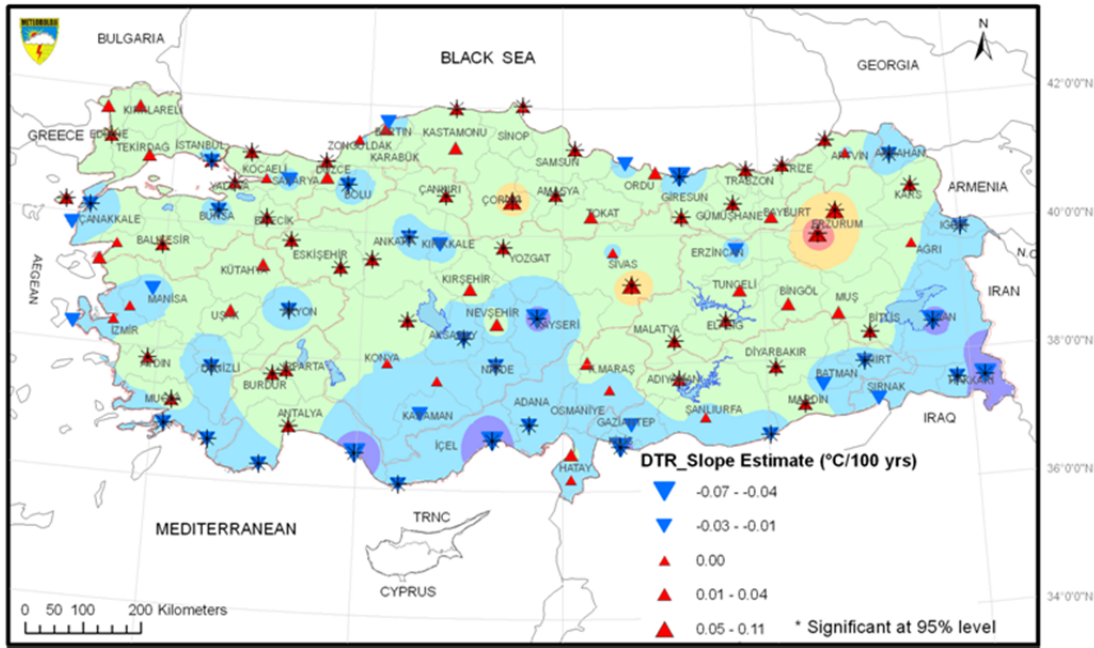 METEOROLOJİ
BULGARIA
BLACK SEA
GEORGIA
N
42°0'0"N
GREECE
KIRKLARELİ
EDİRNE
TEKİRDAĞ
İSTANBUL
KOCAELİ
YALOVA
SAKARYA
DÜZCE
ZONGULDAK
BARTIN
KARABÜK
KASTAMONU
SİNOP
SAMSUN
ORDU
GİRESUN
TRABZON
RİZE
ARTVİN
ARDAHAN
ARMENIA
KARS
40°0'0"N
ÇANAKKALE
BURSA
BİLECİK
BOLU
ÇANKIRI
ÇORUM
AMASYA
TOKAT
GÜMÜŞHANE
BAYBURT
ERZURUM
IĞDIR
N.C
AEGEAN
BALIKESİR
KÜTAHYA
ESKİŞEHİR
ANKARA
KIRIKKALE
YOZGAT
SİVAS
ERZİNCAN
AĞRI
IRAN
MANİSA
İZMİR
UŞAK
AFYON
KIRŞEHİR
NEVŞEHİR
KAYSERİ
AKSARAY
MALATYA
TUNCELİ
ELAZIĞ
BİNGÖL
MUŞ
BİTLİS
VAN
38°0'0"N
AYDIN
DENİZLİ
BURDUR
ISPARTA
KONYA
NİĞDE
K.MARAŞ
ADIYAMAN
DİYARBAKIR
BATMAN
SİİRT
ŞIRNAK
HAKKARİ
MUĞLA
ANTALYA
KARAMAN
İÇEL
ADANA
OSMANİYE
GAZİANTEP
KİLİS
ŞANLIURFA
MARDİN
IRAQ
HATAY
36°0'0"N
DTR_Slope Estimate (°C/100 yrs)
-0.07 - -0.04
-0.03 - -0.01
0.00
0.01 - 0.04
0.05 - 0.11
* Significant at 95% level
MEDITERRANEAN
TRNC
CYPRUS
34°0'0"N
0 50 100 200 Kilometers